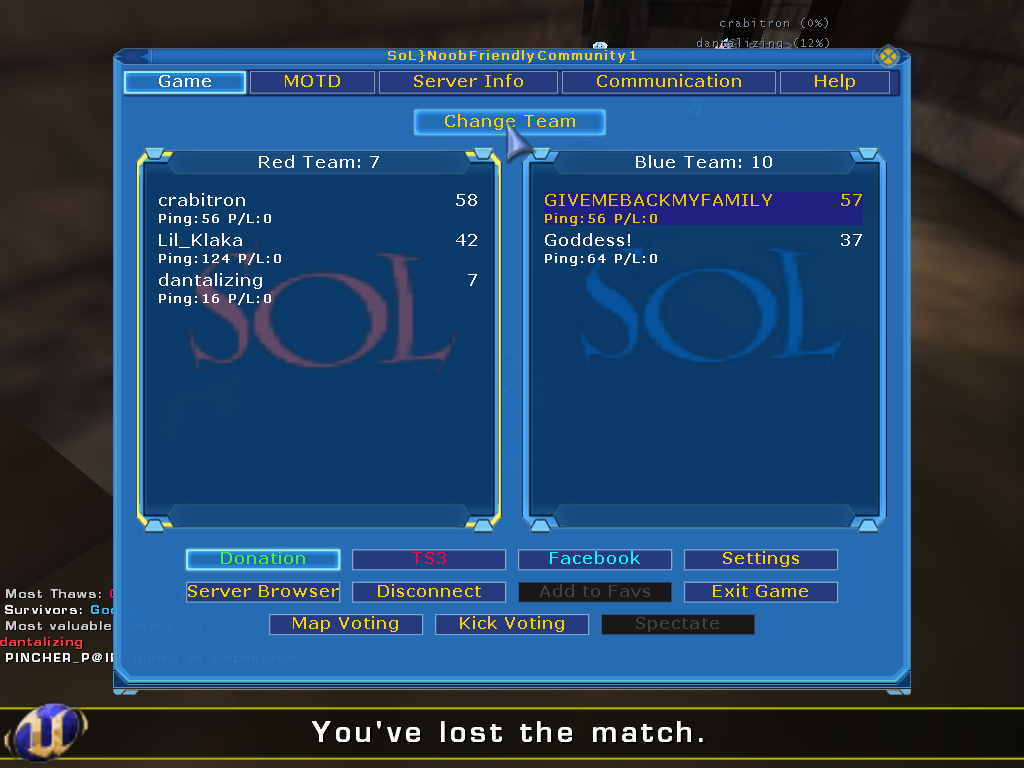 crabitron (0%)
dantalizing (12%)
SoL}NoobFriendlyCommunity1
Game MOTD Server Info Communication Help
Change Team
Red Team: 7 Blue Team: 10
crabitron 58
Ping:56 P/L:0
Lil_Klaka 42
Ping:124 P/L:0
dantalizing 7
Ping:16 P/L:0
SOL
GIVEMEBACKMYFAMILY 57
Ping:56 P/L:0
Goddess! 37
Ping:64 P/L:0
SOL
Donation TS3 Facebook Settings
Server Browser Disconnect Add to Favs Exit Game
Map Voting Kick Voting Spectate
Most Thaws:
Survivors:
Most valuable
dantalizing
PINCHER_P@ joined as a spectator.
You've lost the match.